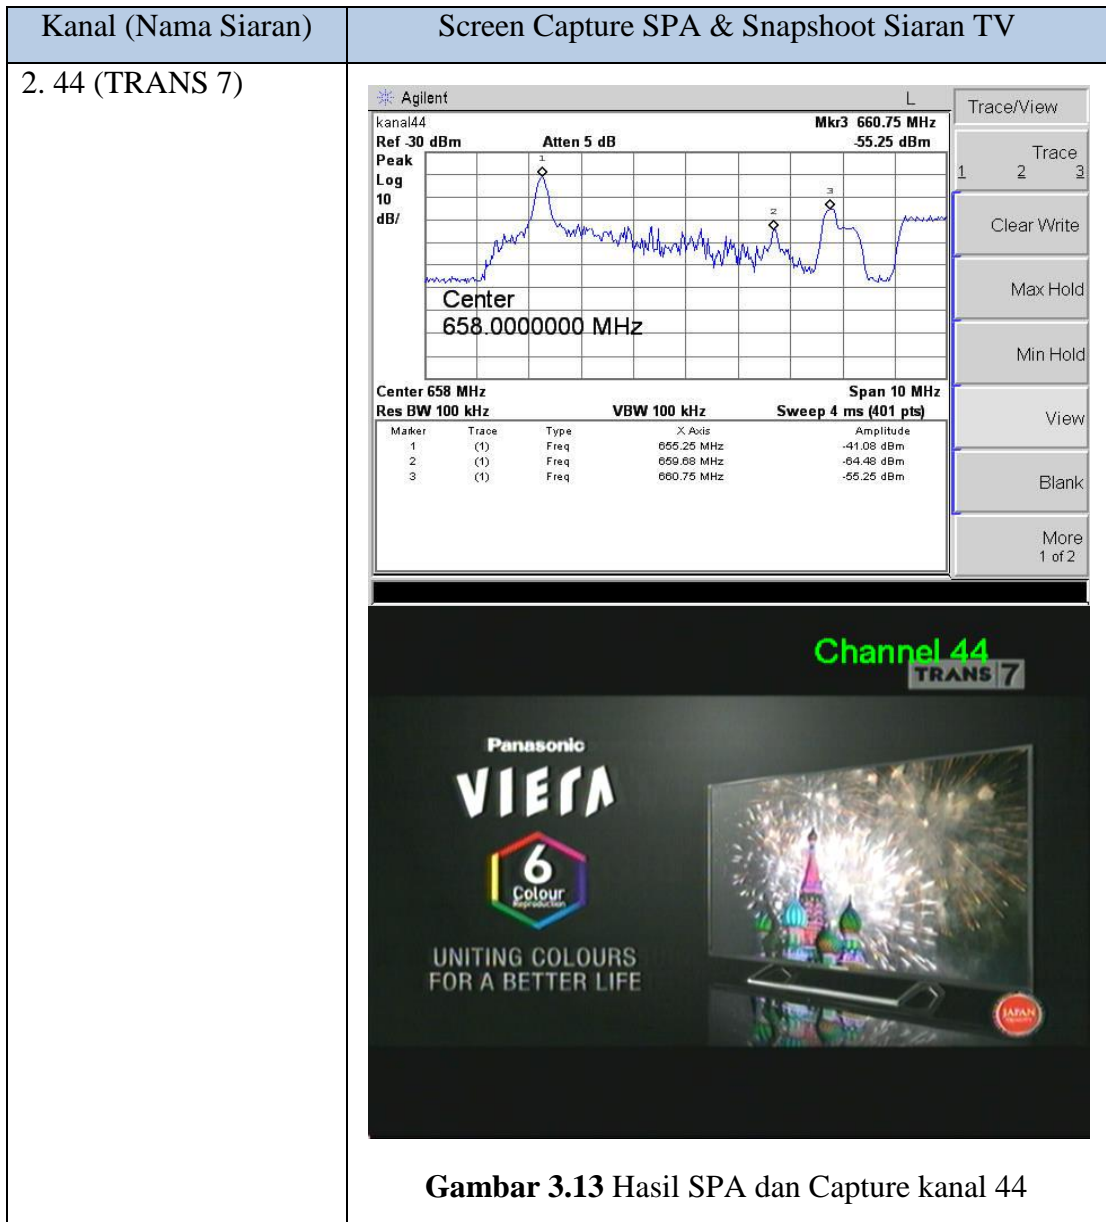 Kanal (Nama Siaran)
Screen Capture SPA & Snapshoot Siaran TV
2. 44 (TRANS 7)
Agilent L
kanal44 Mkr3 660.75 MHz
Ref -30 dBm Atten 5 dB -55.25 dBm
Peak
Log
10
dB/
1
2
3
Center
658.0000000 MHz
Center 658 MHz Span 10 MHz
Res BW 100 kHz VBW 100 kHz Sweep 4 ms (401 pts)
Marker Trace Type X Axis Amplitude
1 (1) Freq 655.25 MHz -41.08 dBm
2 (1) Freq 659.68 MHz -64.48 dBm
3 (1) Freq 660.75 MHz -55.25 dBm
Trace/View
Trace
1 2 3
Clear Write
Max Hold
Min Hold
View
Blank
More
1 of 2
Channel 44
TRANS 7
Panasonic
VIERA
6
Colour
Reproduction
UNITING COLOURS
FOR A BETTER LIFE
JAPAN
Gambar 3.13 Hasil SPA dan Capture kanal 44